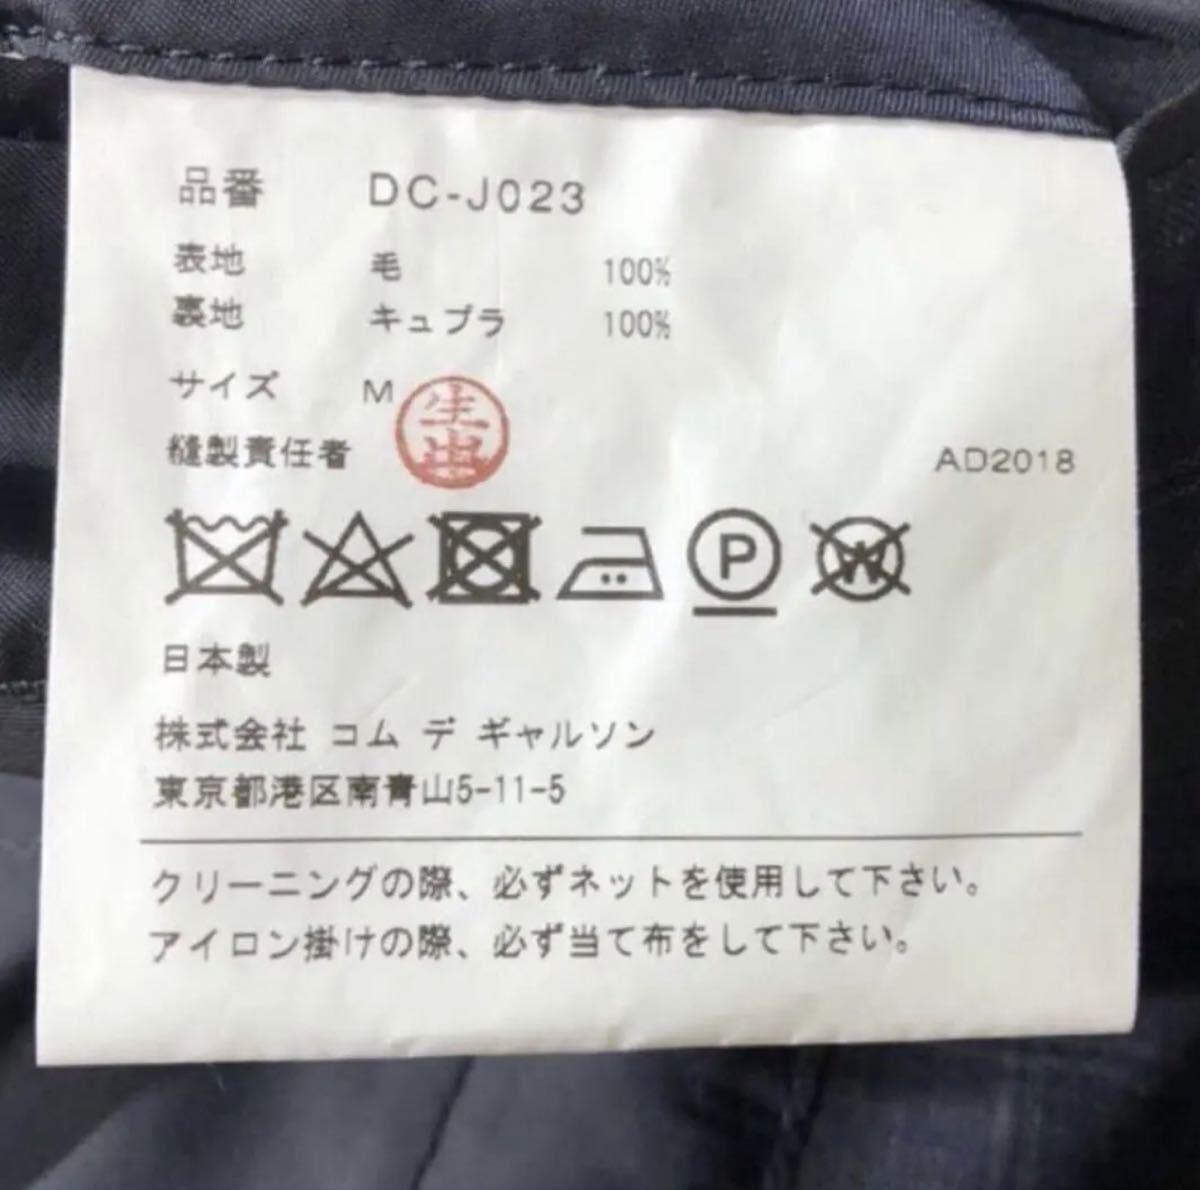 品番 DC-J023
表地 毛 100%
裏地 キュプラ 100%
サイズ M
縫製責任者 生出
AD2018
P W
日本製
株式会社 コム デ ギャルソン
東京都港区南青山5-11-5
クリーニングの際、必ずネットを使用して下さい。
アイロン掛けの際、必ず当て布をして下さい。